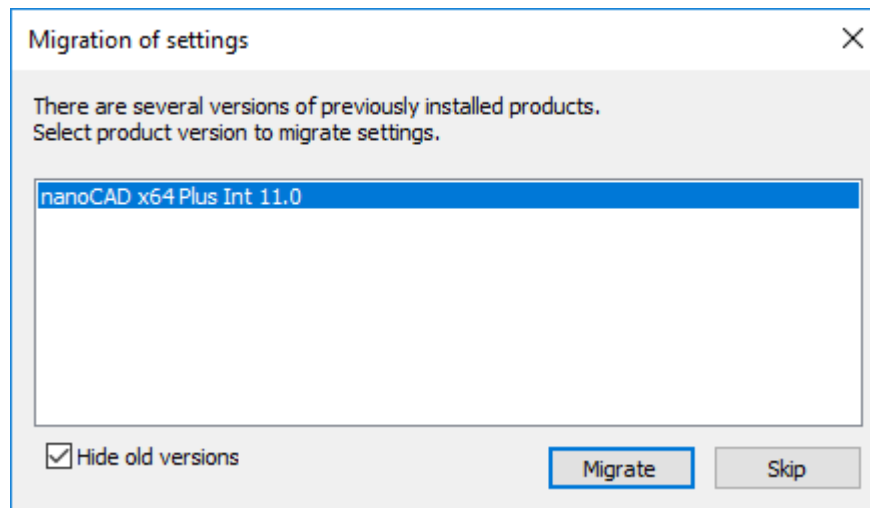 Migration of settings
There are several versions of previously installed products.
Select product version to migrate settings.
nanoCAD x64 Plus Int 11.0
Hide old versions
Migrate
Skip